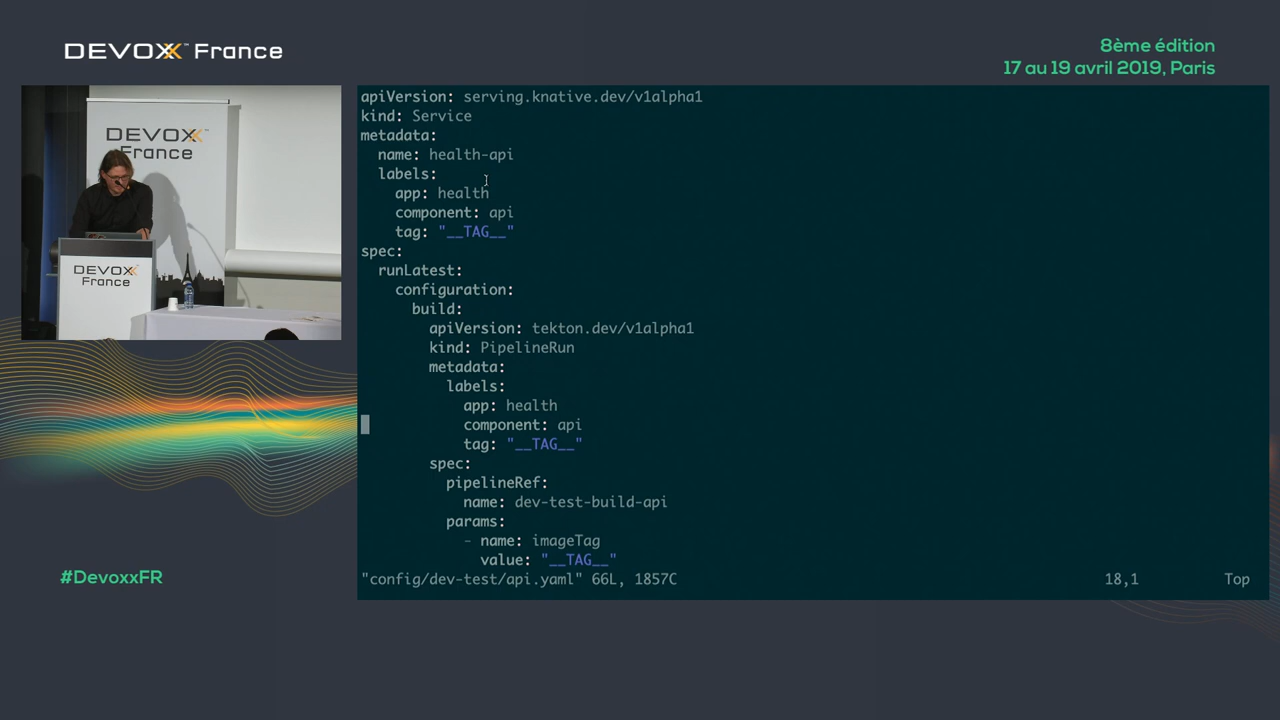 DEVOXX™ France
8ème édition
17 au 19 avril 2019, Paris
DEVOXX™
France
DEVOXX
France
apiVersion: serving.knative.dev/v1alpha1
kind: Service
metadata:
  name: health-api
  labels:
    app: health
    component: api
    tag: "__TAG__"
spec:
  runLatest:
    configuration:
      build:
        apiVersion: tekton.dev/v1alpha1
        kind: PipelineRun
        metadata:
          labels:
            app: health
            component: api
            tag: "__TAG__"
        spec:
          pipelineRef:
            name: dev-test-build-api
          params:
            - name: imageTag
              value: "__TAG__"
"config/dev-test/api.yaml" 66L, 1857C 18,1 Top
#DevoxxFR